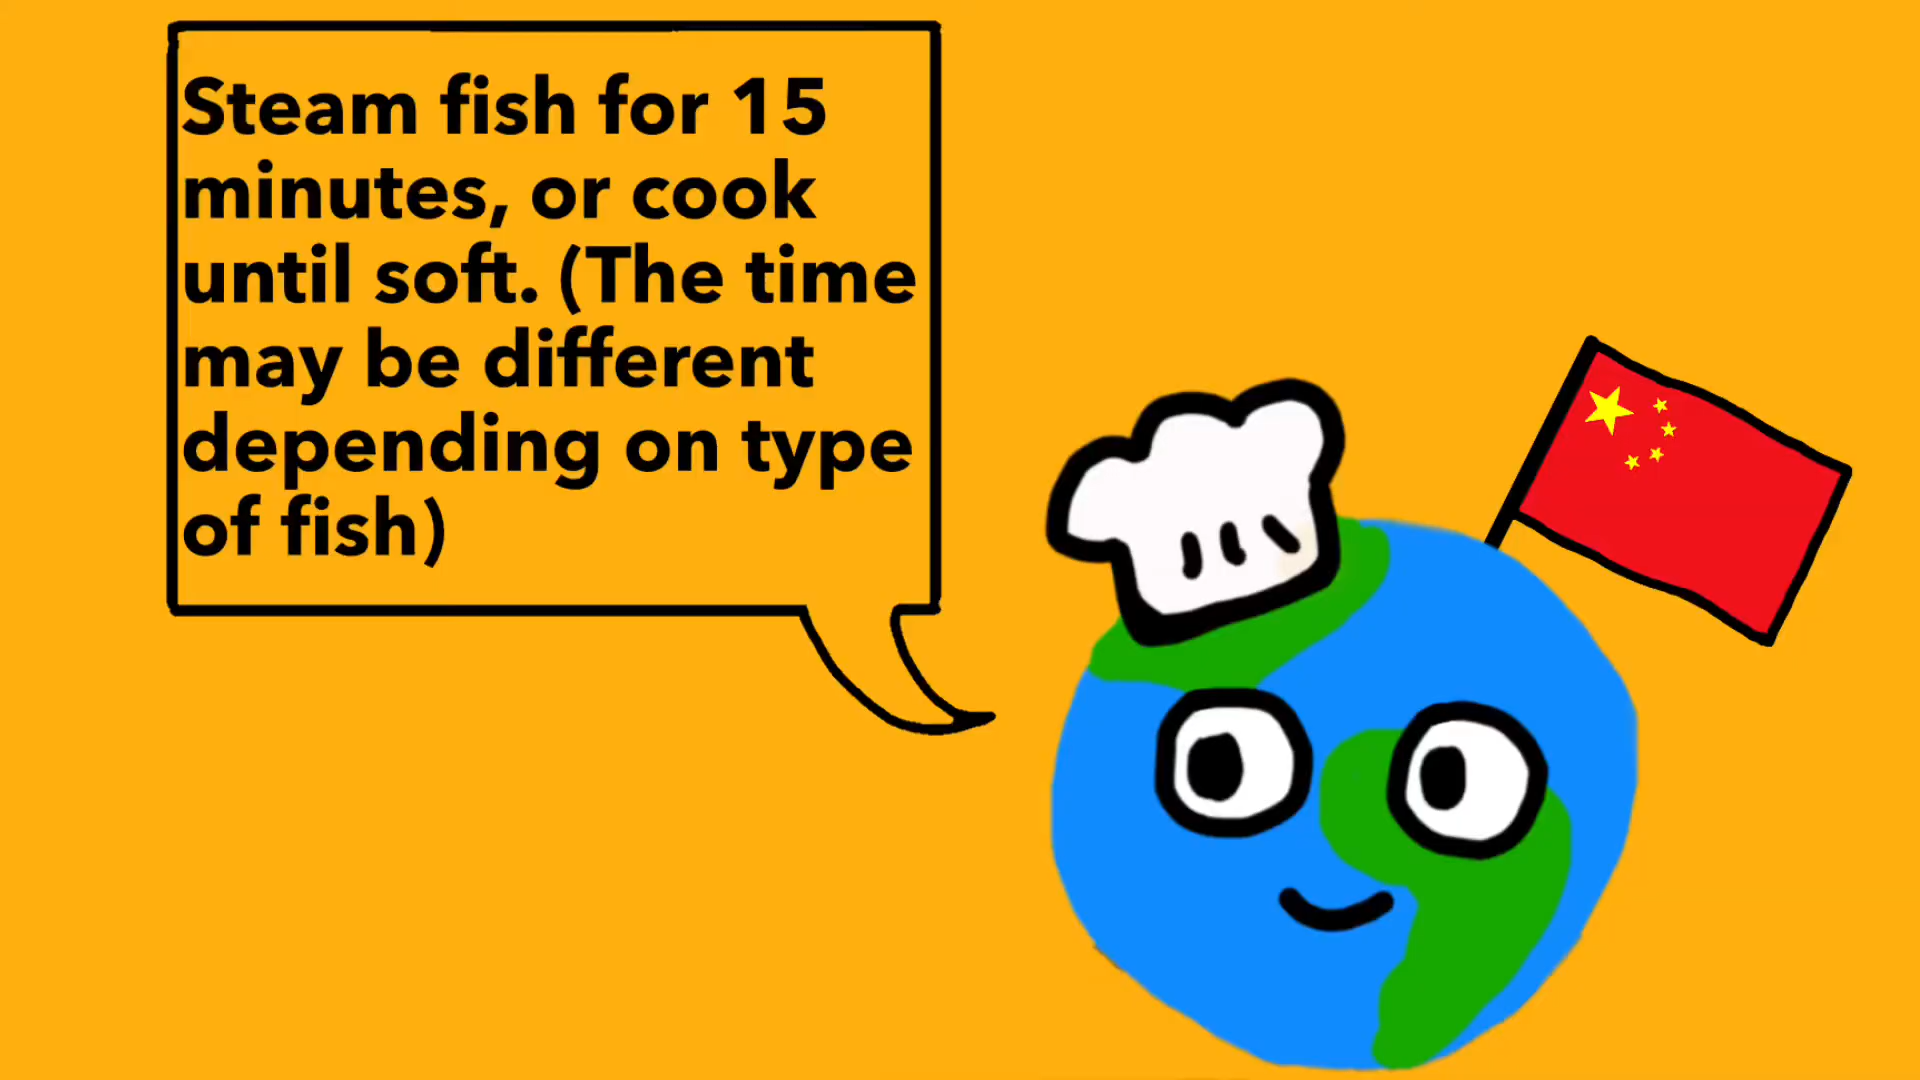 Steam fish for 15
minutes, or cook
until soft. (The time
may be different
depending on type
of fish)